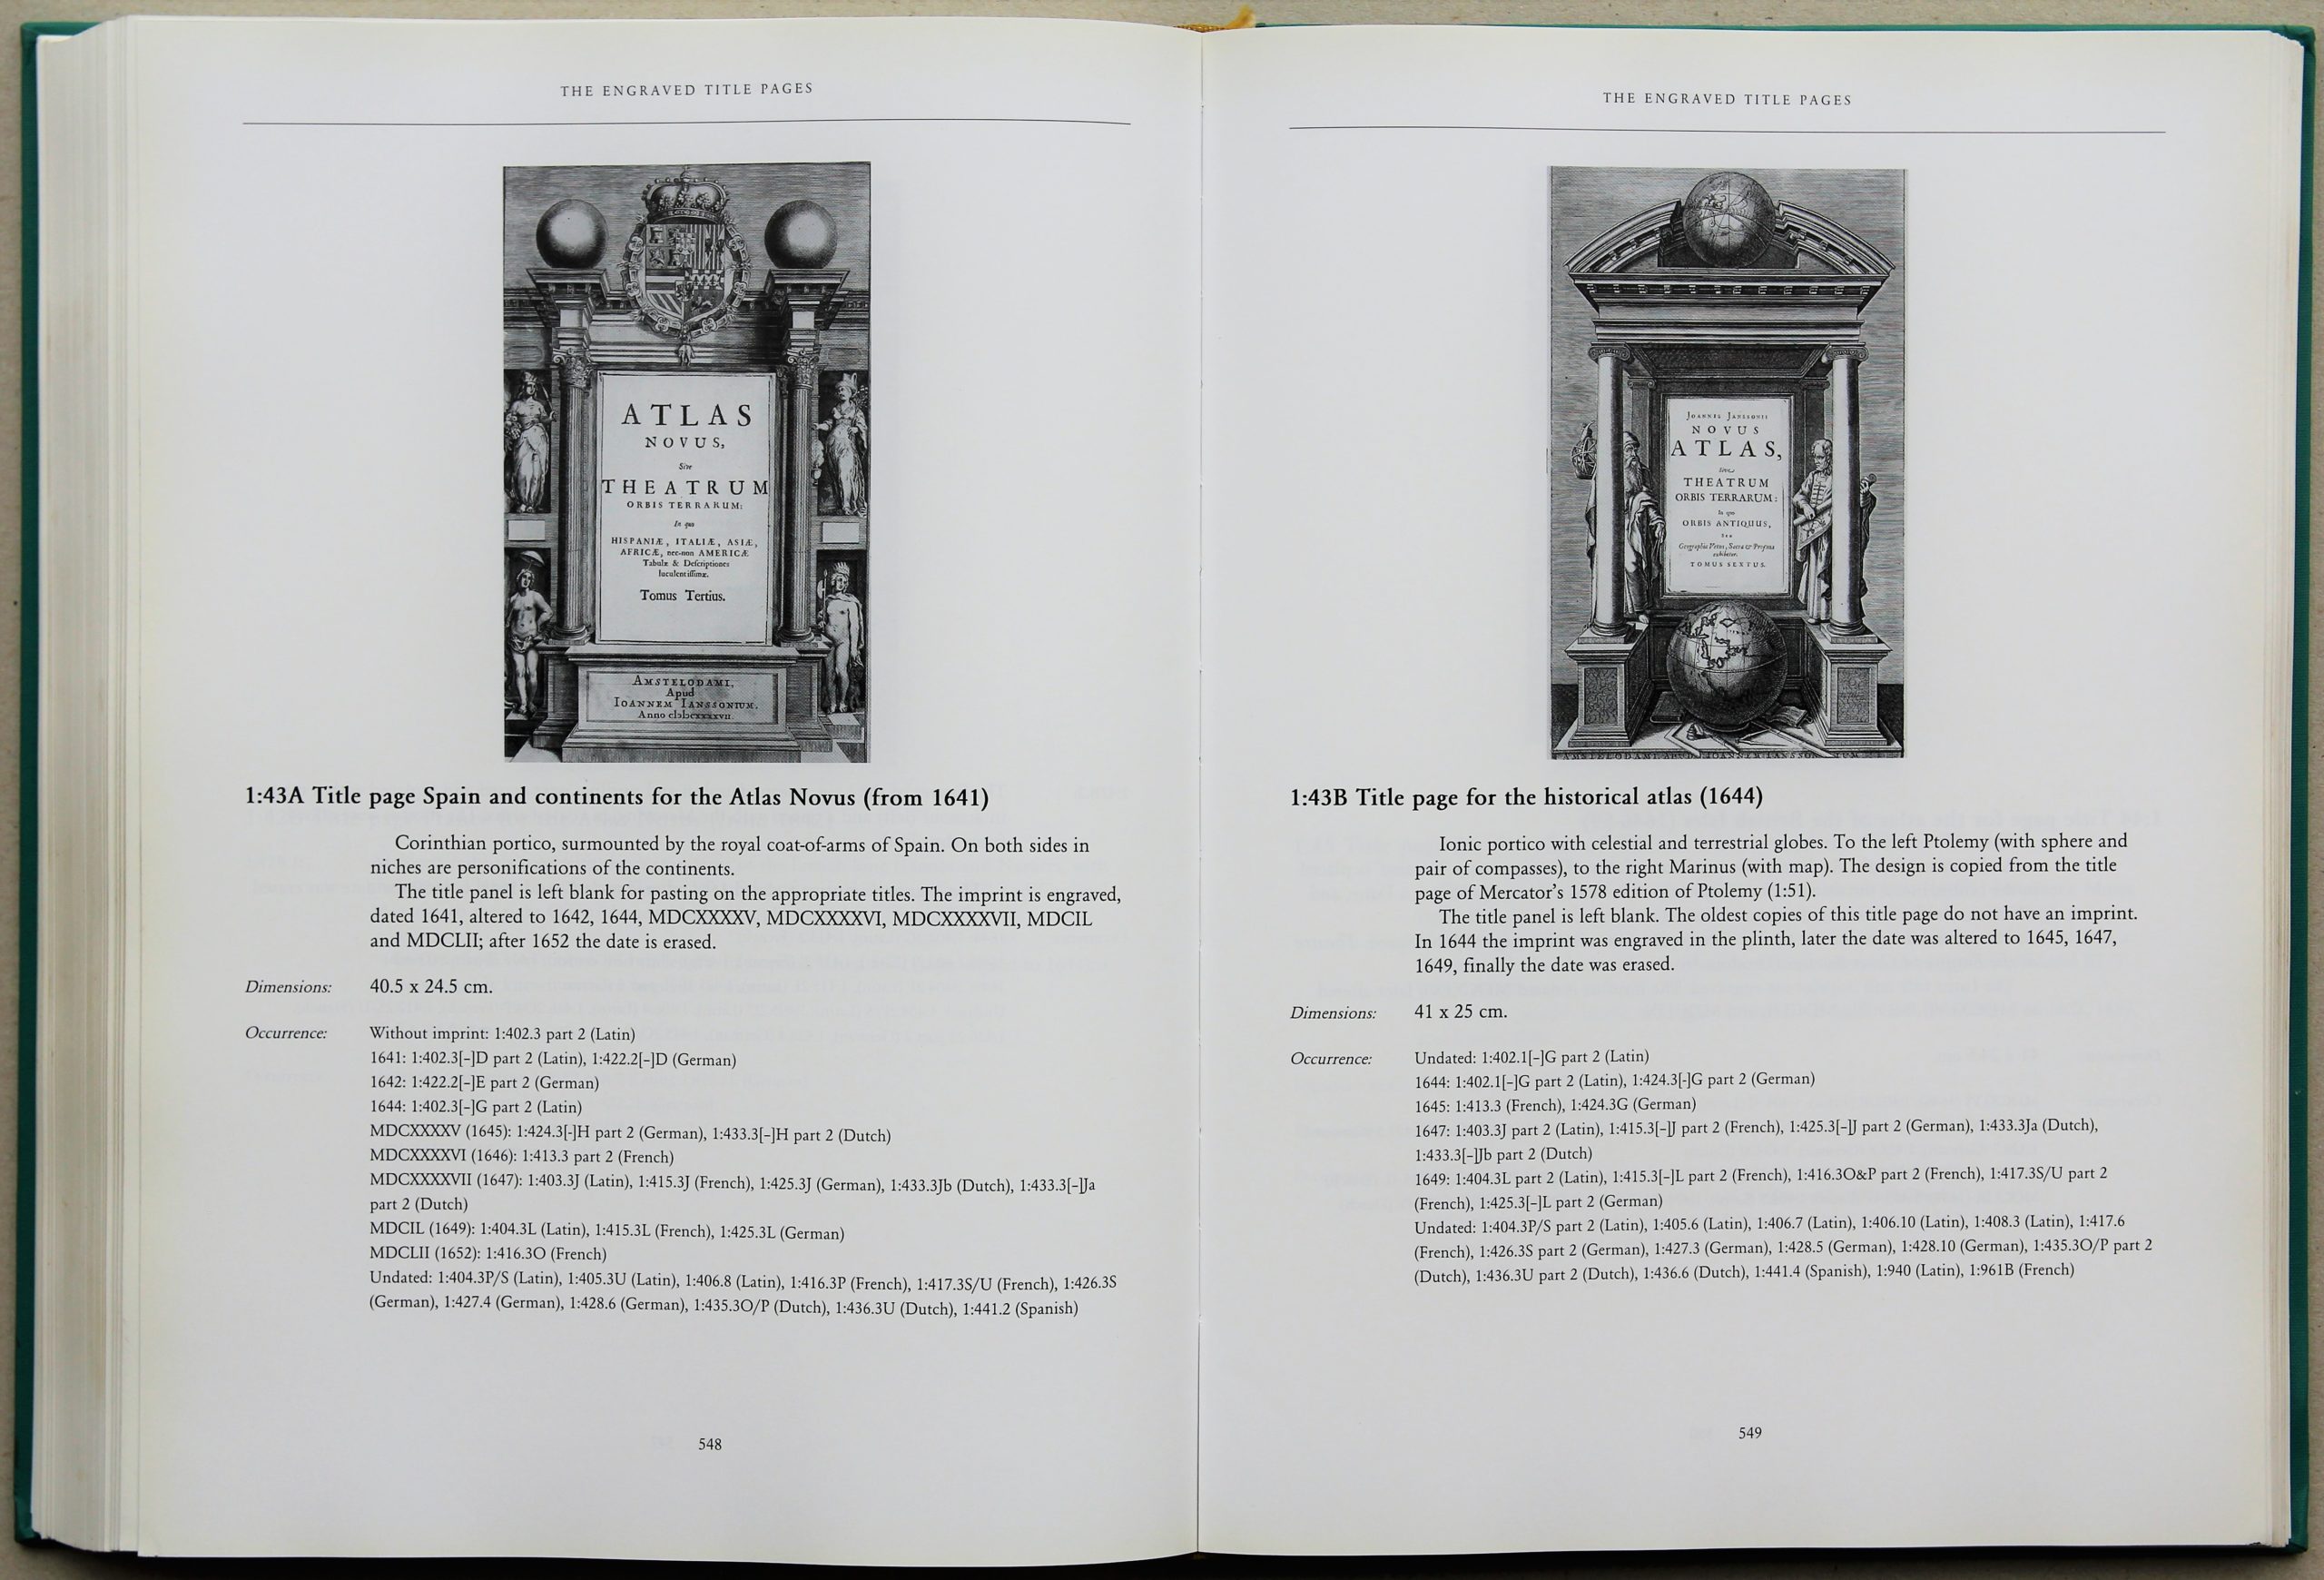 THE ENGRAVED TITLE PAGES
ATLAS
NOVUS,
Sive
THEATRUM
ORBIS TERRARUM:
In quo
HISPANIÆ, ITALIÆ, ASIÆ,
AFRICÆ, nec-non AMERICÆ
Tabulæ & Descriptiones
luculentissimæ.
Tomus Tertius.
AMSTELODAMI,
Apud
IOANNEM IANSSONIUM,
Anno
1:43A Title page Spain and continents for the Atlas Novus (from 1641)
Corinthian portico, surmounted by the royal coat-of-arms of Spain. On both sides in
niches are personifications of the continents.
The title panel is left blank for pasting on the appropriate titles. The imprint is engraved,
dated 1641, altered to 1642, 1644, MDCXXXXV, MDCXXXXVI, MDCXXXXVII, MDCIL
and MDCLII; after 1652 the date is erased.
Dimensions: 40.5 x 24.5 cm.
Occurrence: Without imprint: 1:402.3 part 2 (Latin)
1641: 1:402.3[-]D part 2 (Latin), 1:422.2[-]D (German)
1642: 1:422.2[-]E part 2 (German)
1644: 1:402.3[-]G part 2 (Latin)
MDCXXXXV (1645): 1:424.3[-]H part 2 (German), 1:433.3[-]H part 2 (Dutch)
MDCXXXXVI (1646): 1:413.3 part 2 (French)
MDCXXXXVII (1647): 1:403.3J (Latin), 1:415.3J (French), 1:425.3J (German), 1:433.3Jb (Dutch), 1:433.3[-]Ja
part 2 (Dutch)
MDCIL (1649): 1:404.3L (Latin), 1:415.3L (French), 1:425.3L (German)
MDCLII (1652): 1:416.3O (French)
Undated: 1:404.3P/S (Latin), 1:405.3U (Latin), 1:406.8 (Latin), 1:416.3P (French), 1:417.3S/U (French), 1:426.3S
(German), 1:427.4 (German), 1:428.6 (German), 1:435.3O/P (Dutch), 1:436.3U (Dutch), 1:441.2 (Spanish)
548
THE ENGRAVED TITLE PAGES
JOANNIS JANSSONII
NOVUS
ATLAS,
Sive
THEATRUM
ORBIS TERRARUM:
In quo
ORBIS ANTIQUUS,
Seu
Geographia Vetus, Sacra & Profana
exhibetur.
TOMUS SEXTUS.
1:43B Title page for the historical atlas (1644)
Ionic portico with celestial and terrestrial globes. To the left Ptolemy (with sphere and
pair of compasses), to the right Marinus (with map). The design is copied from the title
page of Mercator's 1578 edition of Ptolemy (1:51).
The title panel is left blank. The oldest copies of this title page do not have an imprint.
In 1644 the imprint was engraved in the plinth, later the date was altered to 1645, 1647,
1649, finally the date was erased.
Dimensions: 41 x 25 cm.
Occurrence: Undated: 1:402.1[-]G part 2 (Latin)
1644: 1:402.1[-]G part 2 (Latin), 1:424.3[-]G part 2 (German)
1645: 1:413.3 (French), 1:424.3G (German)
1647: 1:403.3J part 2 (Latin), 1:415.3[-]J part 2 (French), 1:425.3[-]J part 2 (German), 1:433.3Ja (Dutch),
1:433.3[-]Jb part 2 (Dutch)
1649: 1:404.3L part 2 (Latin), 1:415.3[-]L part 2 (French), 1:416.3O&P part 2 (French), 1:417.3S/U part 2
(French), 1:425.3[-]L part 2 (German)
Undated: 1:404.3P/S part 2 (Latin), 1:405.6 (Latin), 1:406.7 (Latin), 1:406.10 (Latin), 1:408.3 (Latin), 1:417.6
(French), 1:426.3S part 2 (German), 1:427.3 (German), 1:428.5 (German), 1:428.10 (German), 1:435.3O/P part 2
(Dutch), 1:436.3U part 2 (Dutch), 1:436.6 (Dutch), 1:441.4 (Spanish), 1:940 (Latin), 1:961B (French)
549